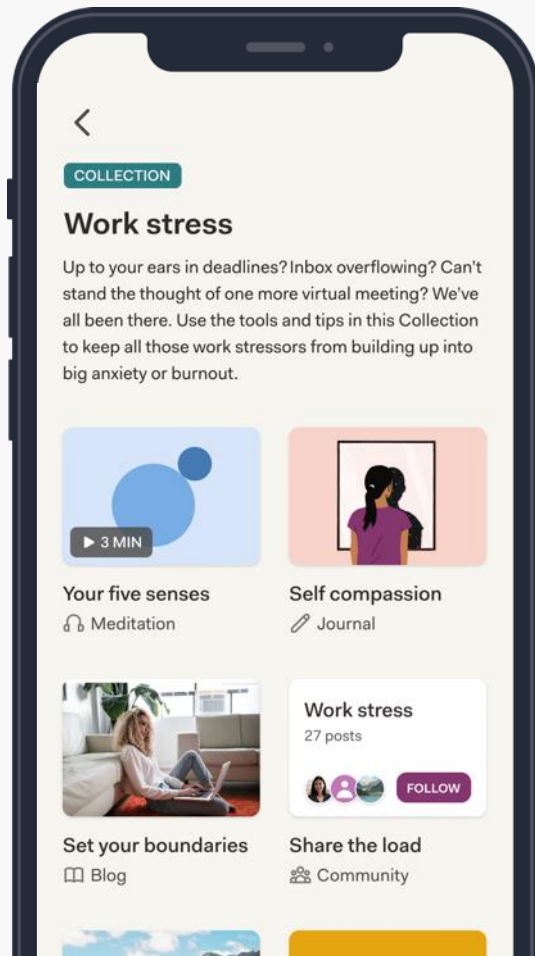 COLLECTION
Work stress
Up to your ears in deadlines? Inbox overflowing? Can't
stand the thought of one more virtual meeting? We've
all been there. Use the tools and tips in this Collection
to keep all those work stressors from building up into
big anxiety or burnout.
3 MIN
Your five senses
Meditation
Self compassion
Journal
Work stress
27 posts
FOLLOW
Set your boundaries
Blog
Share the load
Community